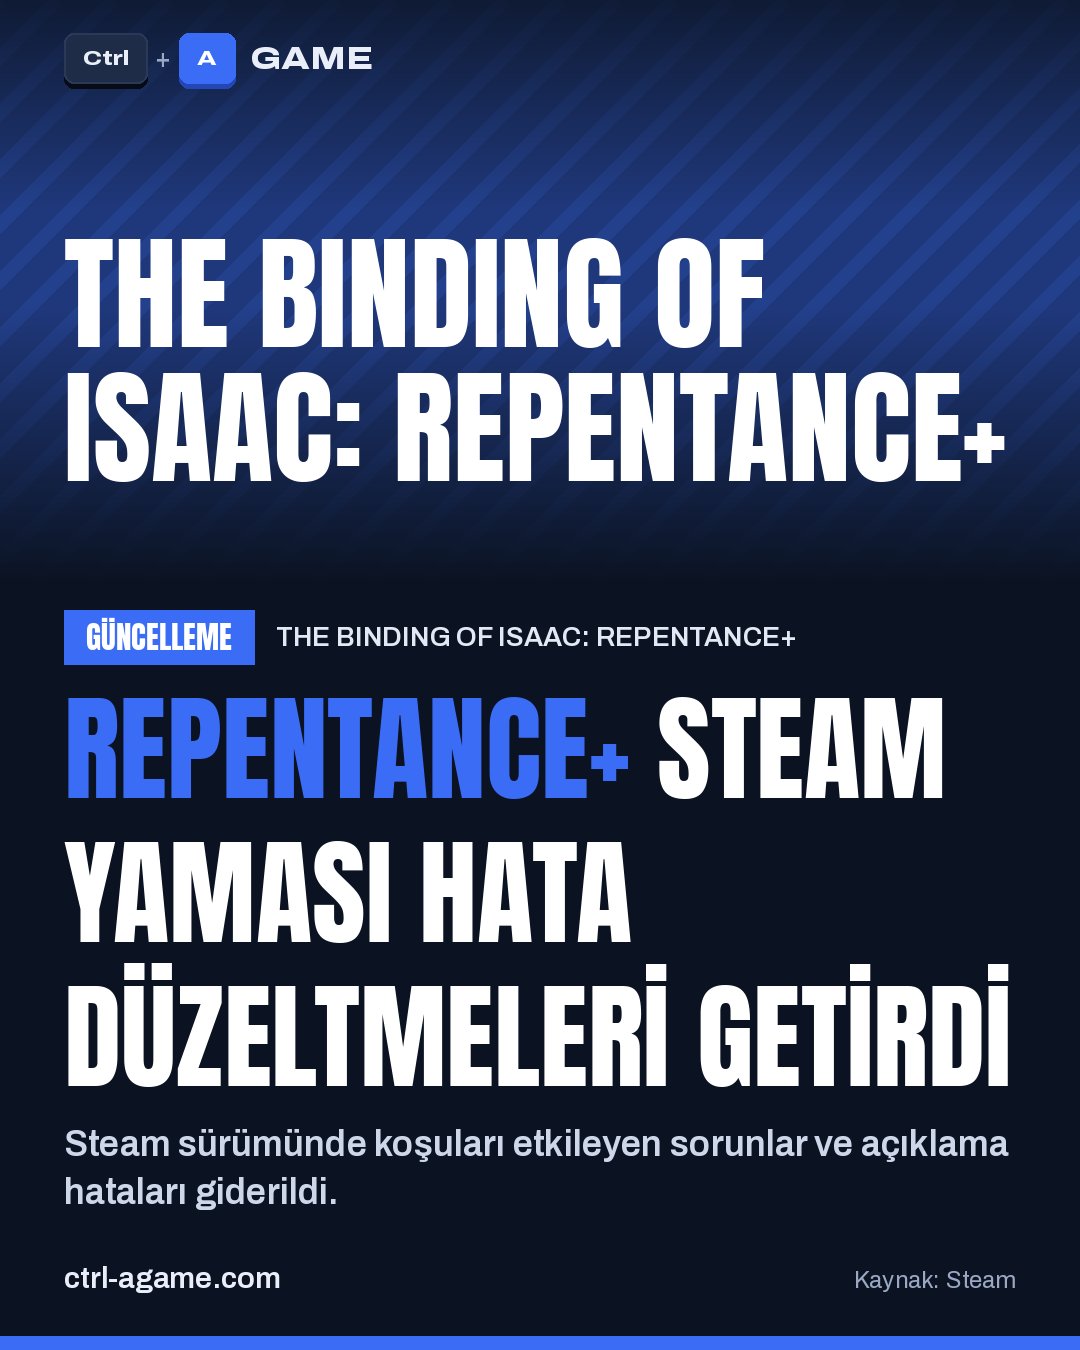 Ctrl + A GAME
THE BINDING OF
ISAAC: REPENTANCE+
GÜNCELLEME THE BINDING OF ISAAC: REPENTANCE+
REPENTANCE+ STEAM
YAMASI HATA
DÜZELTMELERİ GETİRDİ
Steam sürümünde koşuları etkileyen sorunlar ve açıklama
hataları giderildi.
ctrl-agame.com
Kaynak: Steam